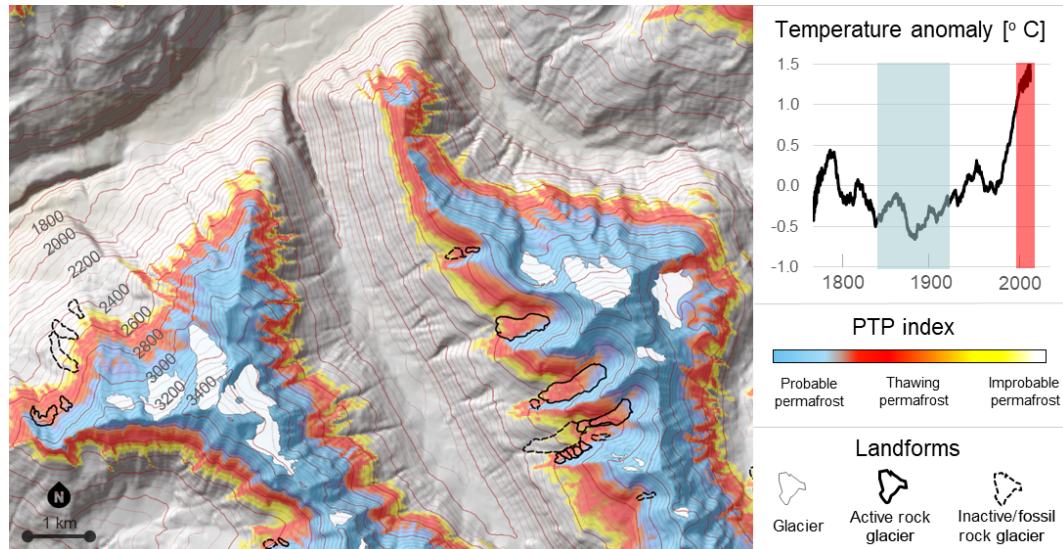 1800
2000
2200
2400
2600
2800
3000
3200
3400
N
1 km
Temperature anomaly [° C]
1.5
1.0
0.5
0.0
-0.5
-1.0
1800
1900
2000
PTP index
Probable permafrost
Thawing permafrost
Improbable permafrost
Landforms
Glacier
Active rock glacier
Inactive/fossil rock glacier